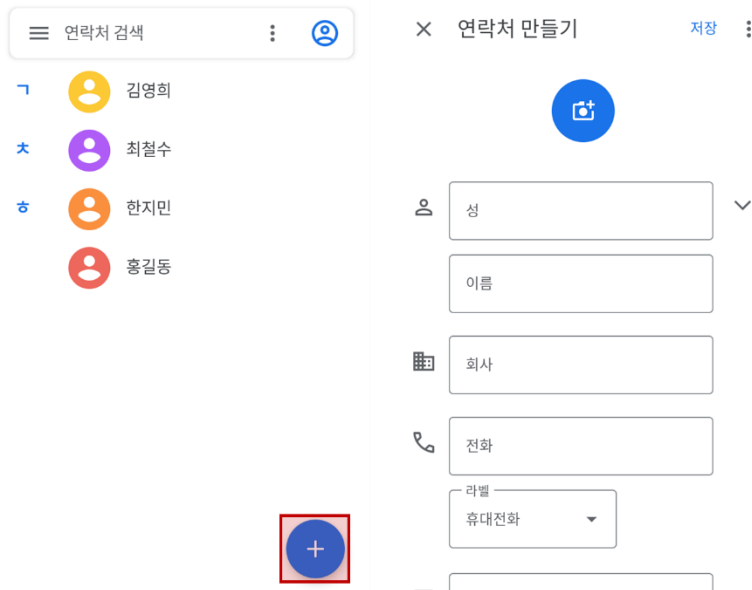 연락처 검색
ㄱ
김영희
ㅊ
최철수
ㅎ
한지민
홍길동
연락처 만들기
저장
성
이름
회사
전화
라벨
휴대전화